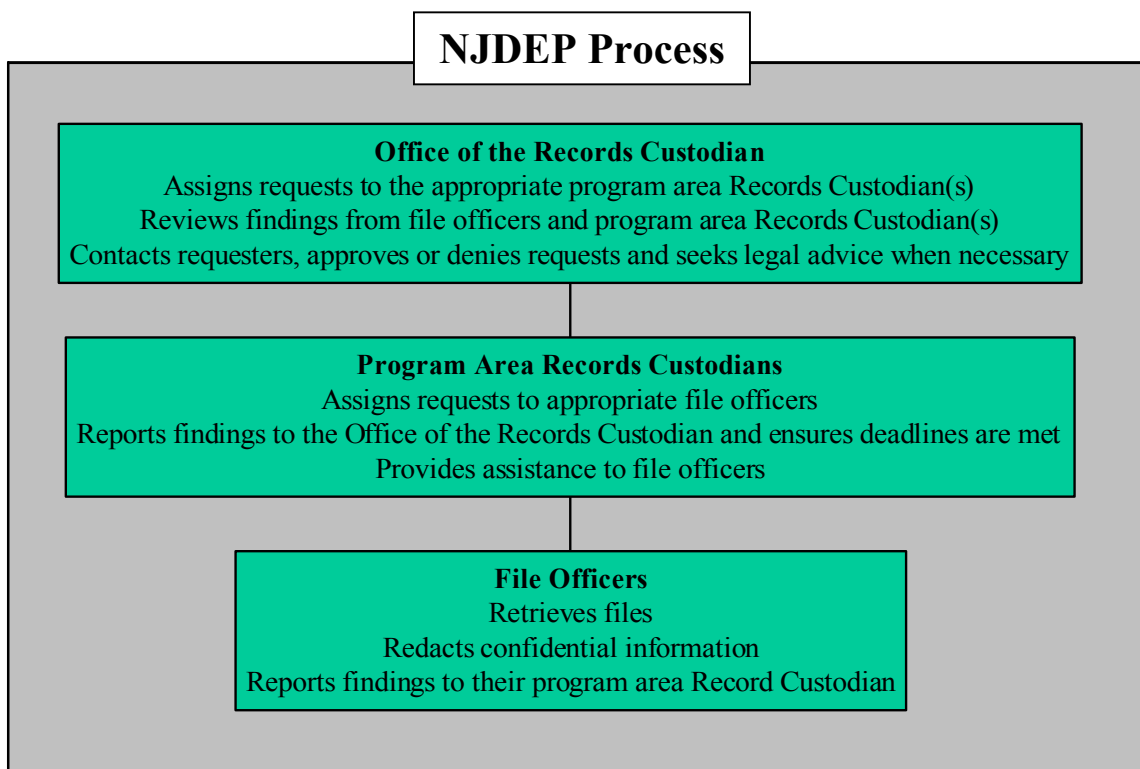 NJDEP Process
Office of the Records Custodian
Assigns requests to the appropriate program area Records Custodian(s)
Reviews findings from file officers and program area Records Custodian(s)
Contacts requesters, approves or denies requests and seeks legal advice when necessary
Program Area Records Custodians
Assigns requests to appropriate file officers
Reports findings to the Office of the Records Custodian and ensures deadlines are met
Provides assistance to file officers
File Officers
Retrieves files
Redacts confidential information
Reports findings to their program area Record Custodian